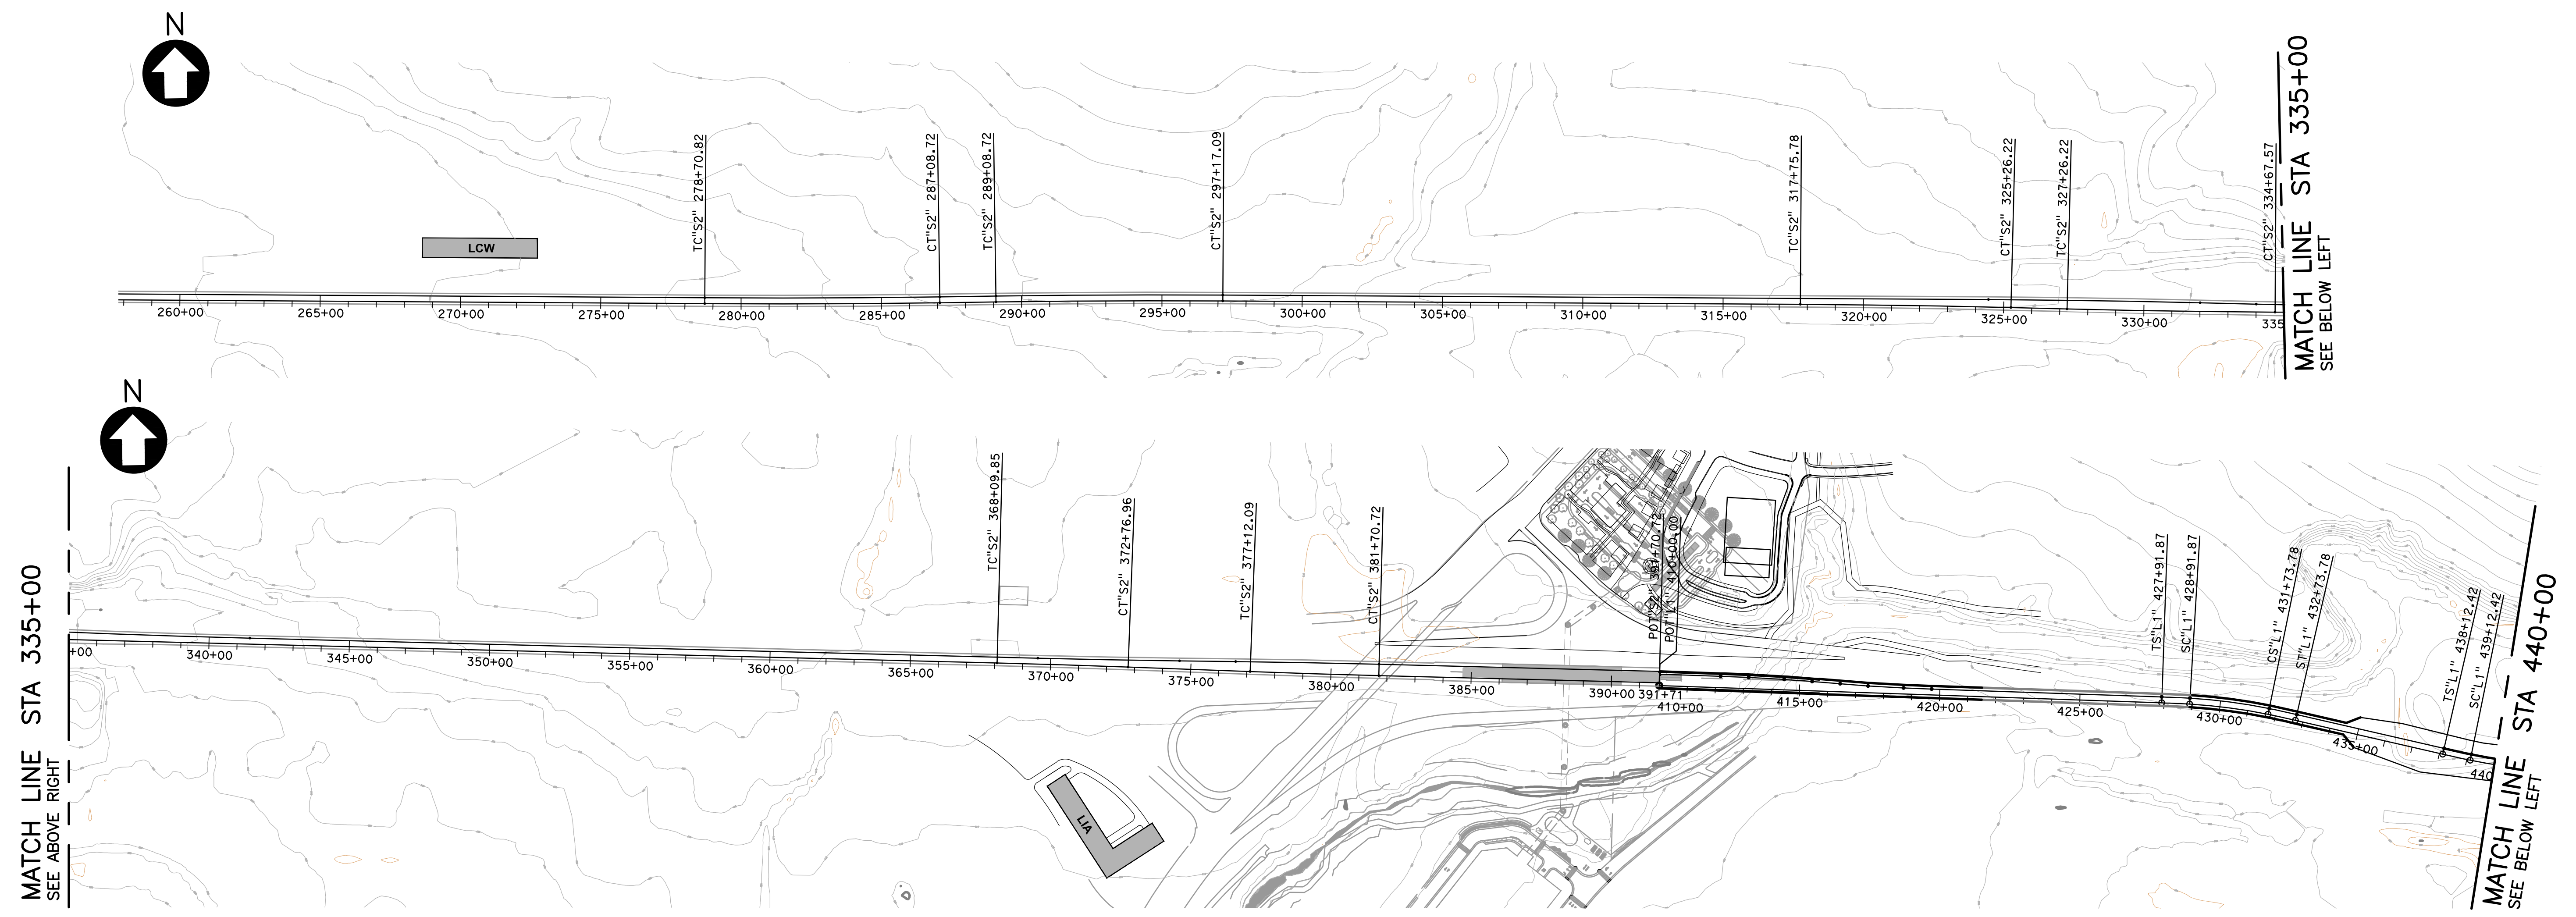 N
TC"S2" 278+70.82
CT"S2" 287+08.72
TC"S2" 289+08.72
CT"S2" 297+17.09
TC"S2" 317+75.78
CT"S2" 325+26.22
TC"S2" 327+26.22
CT"S2" 334+67.57
LCW
260+00
265+00
270+00
275+00
280+00
285+00
290+00
295+00
300+00
305+00
310+00
315+00
320+00
325+00
330+00
335
MATCH LINE STA 335+00
SEE BELOW LEFT
N
MATCH LINE STA 335+00
SEE ABOVE RIGHT
TC"S2" 368+09.85
CT"S2" 372+76.96
TC"S2" 377+12.09
CT"S2" 381+70.72
POT"S2" 391+70.72
POT"L1" 410+00.00
TS"L1" 427+91.87
SC"L1" 428+91.87
CS"L1" 431+73.78
ST"L1" 432+73.78
TS"L1" 438+12.42
SC"L1" 439+12.42
+00
340+00
345+00
350+00
355+00
360+00
365+00
370+00
375+00
380+00
385+00
390+00
391+71
410+00
415+00
420+00
425+00
430+00
435+00
440
LIA
MATCH LINE STA 440+00
SEE BELOW LEFT